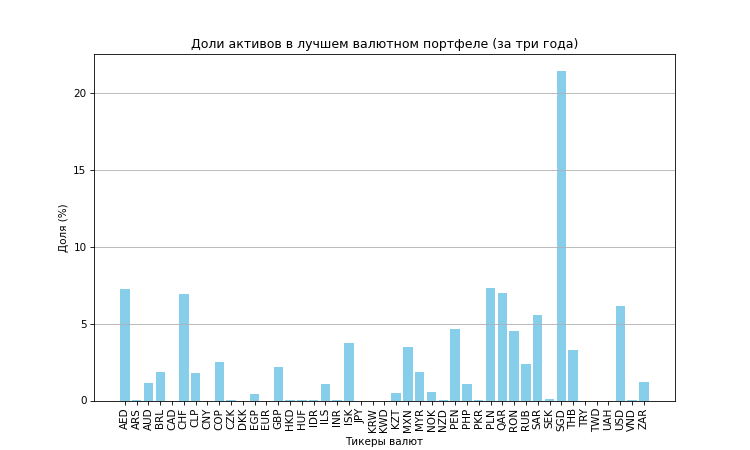 Доли активов в лучшем валютном портфеле (за три года)
Доля (%)
20
15
10
5
0
AED ARS AUD BRL CAD CHF CLP CNY COP CZK DKK EGP EUR GBP HKD HUF IDR ILS INR ISK JPY KRW KWD KZT MXN MYR NOK NZD PEN PHP PKR PLN QAR RON RUB SAR SEK SGD THB TRY TWD UAH USD VND ZAR
Тикеры валют